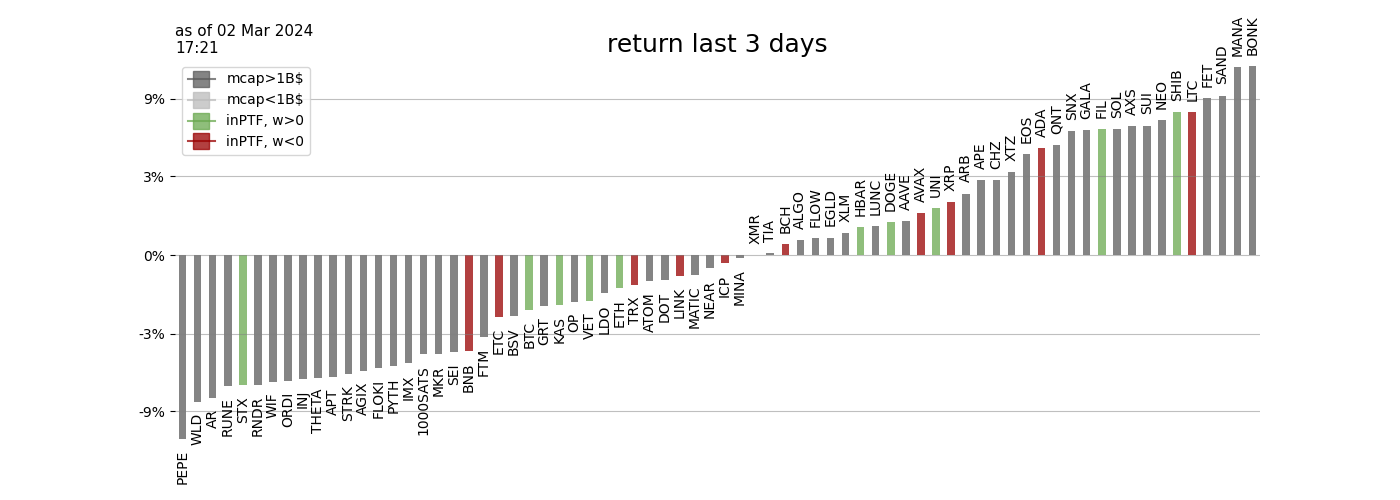 as of 02 Mar 2024
17:21
return last 3 days
mcap>1B$
mcap<1B$
inPTF, w>0
inPTF, w<0
9%
3%
0%
-3%
-9%
PEPE
WLD
AR
RUNE
STX
RNDR
WIF
ORDI
INJ
THETA
APT
STRK
AGIX
FLOKI
PYTH
IMX
1000SATS
MKR
SEI
BNB
FTM
ETC
BSV
BTC
GRT
KAS
OP
VET
LDO
ETH
TRX
ATOM
DOT
LINK
MATIC
NEAR
ICP
MINA
XMR
TIA
BCH
ALGO
FLOW
EGLD
XLM
HBAR
LUNC
DOGE
AAVE
AVAX
UNI
XRP
ARB
APE
CHZ
XTZ
EOS
ADA
QNT
SNX
GALA
FIL
SOL
AXS
SUI
NEO
SHIB
LTC
FET
SAND
MANA
BONK